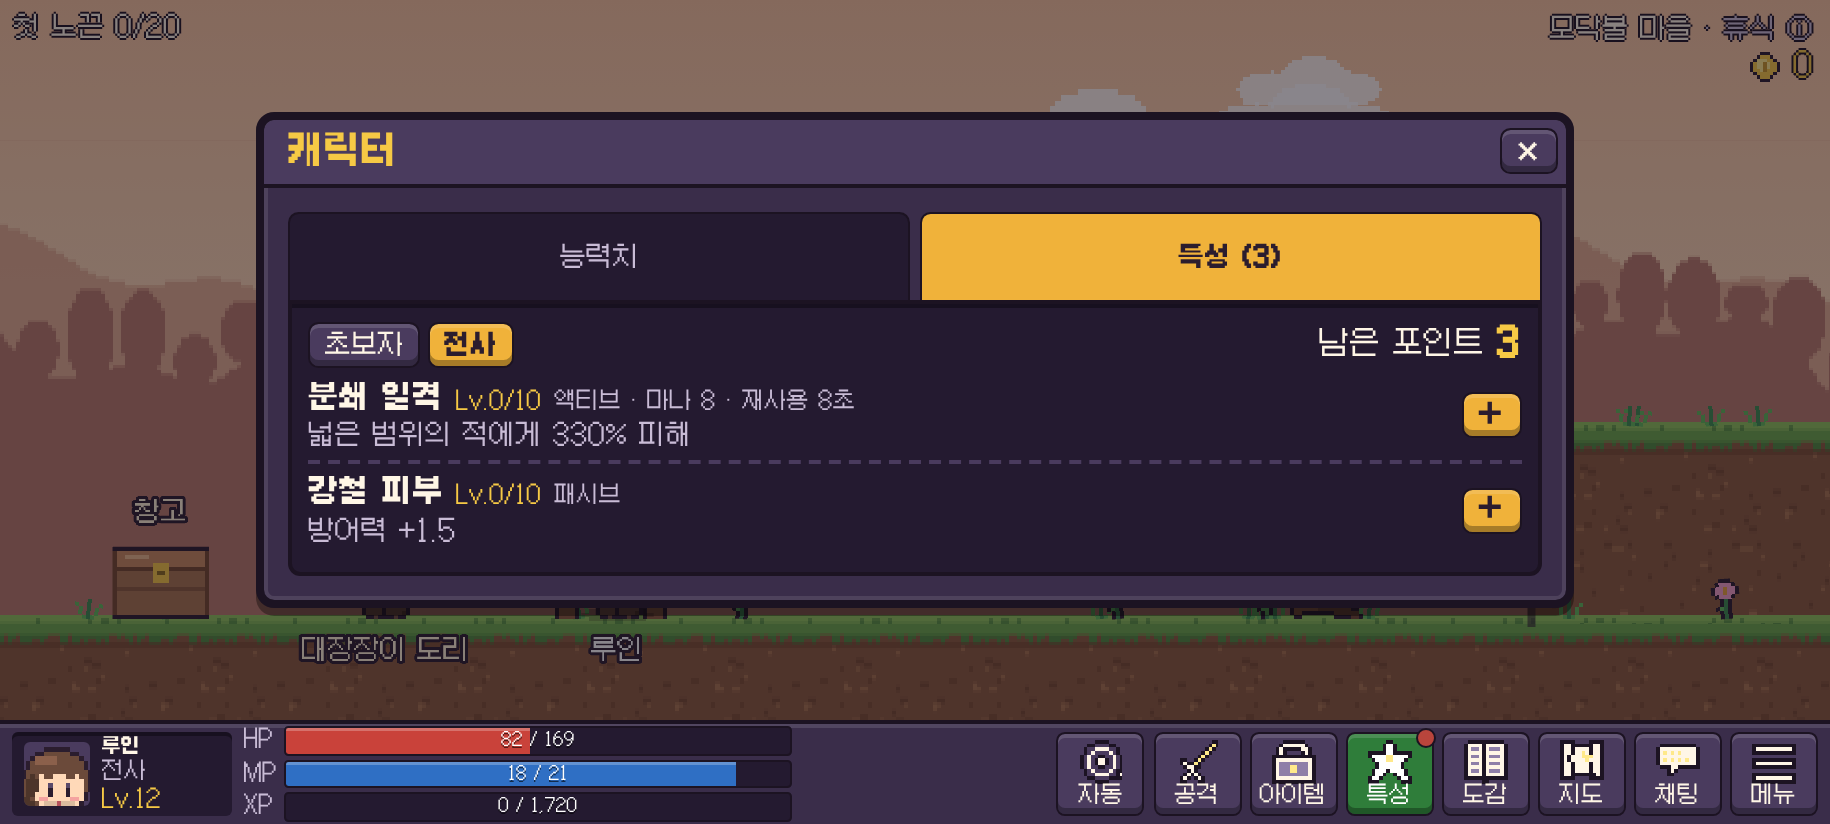 첫 노끈 0/20
모닥불 마을 · 휴식 ①
0
캐릭터
능력치
특성 (3)
초보자
전사
남은 포인트 3
분쇄 일격 Lv.0/10 액티브 · 마나 8 · 재사용 8초
넓은 범위의 적에게 330% 피해
강철 피부 Lv.0/10 패시브
방어력 +1.5
창고
대장장이 도리
루인
루인
전사
Lv.12
HP 82 / 169
MP 18 / 21
XP 0 / 1,720
자동
공격
아이템
특성
도감
지도
채팅
메뉴